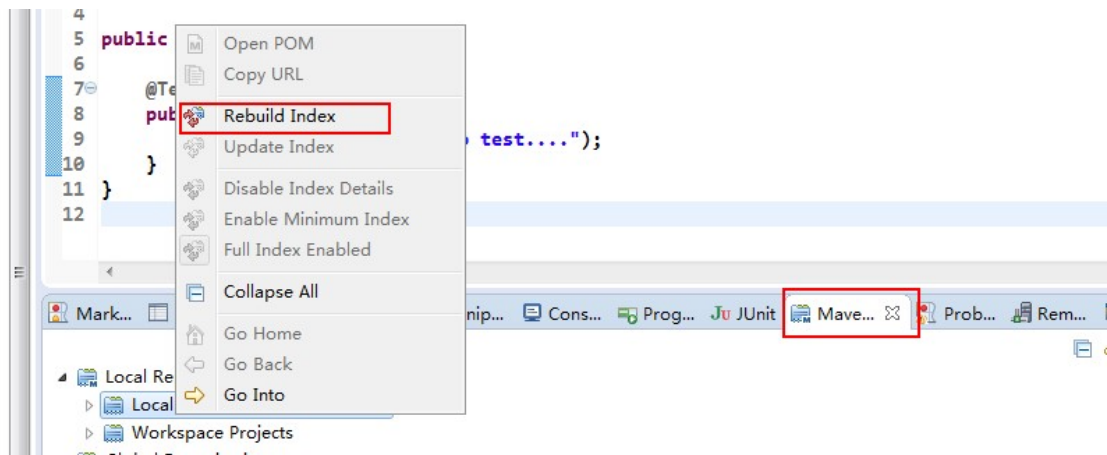 4
5 public
6
7 @Te
8 pub
9 test....");
10 }
11 }
12
Open POM
Copy URL
Rebuild Index
Update Index
Disable Index Details
Enable Minimum Index
Full Index Enabled
Collapse All
Go Home
Go Back
Go Into
Mark... nip... Cons... Prog... Ju JUnit Mave... Prob... Rem...
Local Re
Local
Workspace Projects